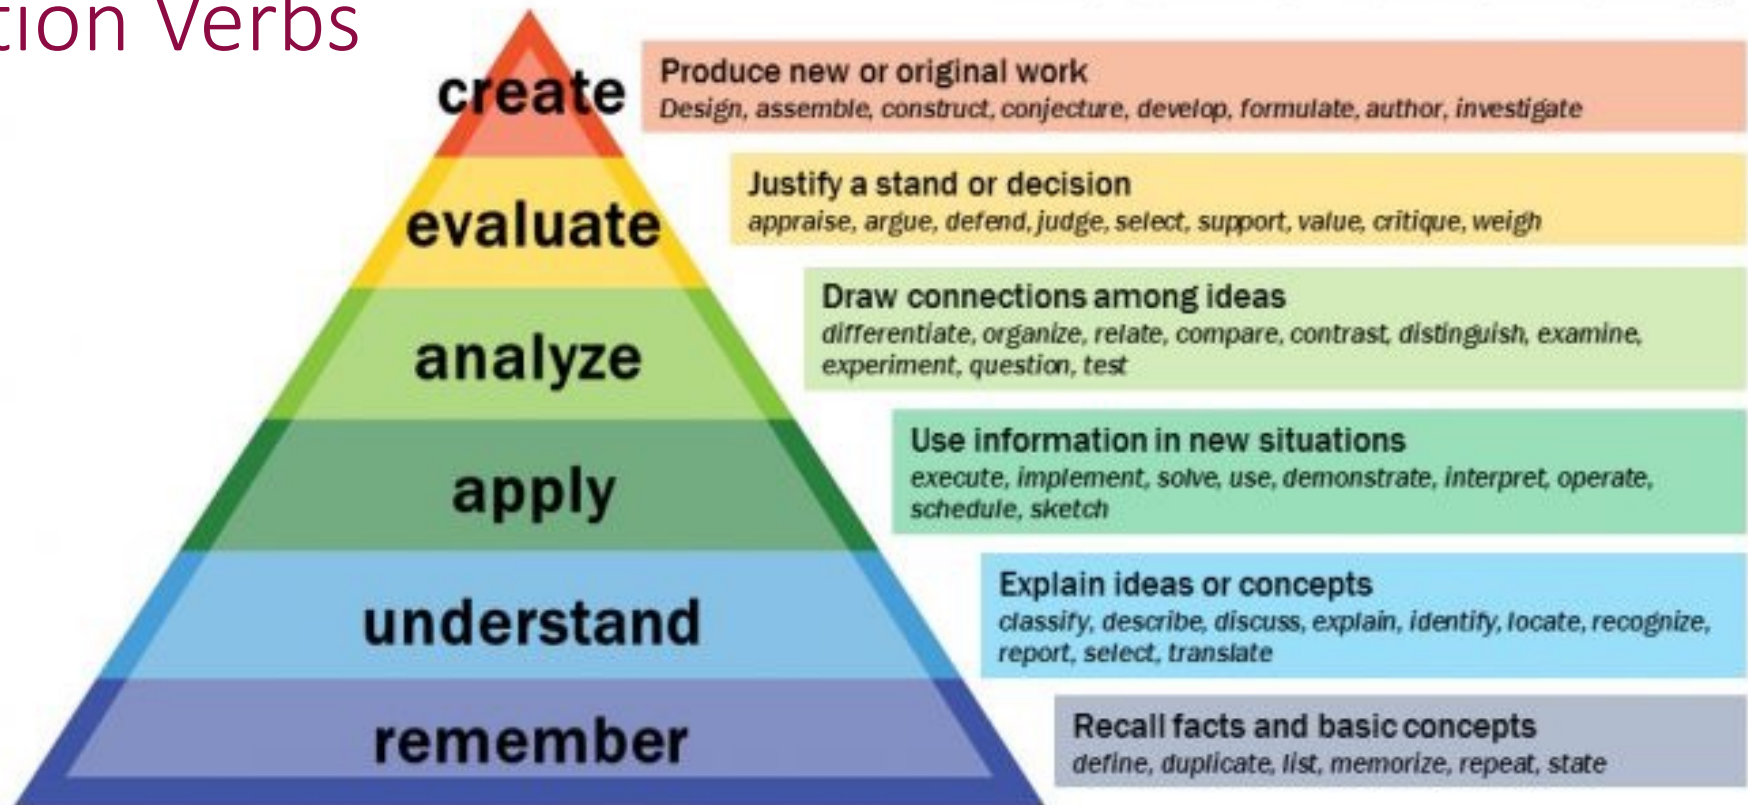 tion Verbs
create
Produce new or original work
Design, assemble, construct, conjecture, develop, formulate, author, investigate
evaluate
Justify a stand or decision
appraise, argue, defend, judge, select, support, value, critique, weigh
analyze
Draw connections among ideas
differentiate, organize, relate, compare, contrast, distinguish, examine,
experiment, question, test
apply
Use information in new situations
execute, implement, solve, use, demonstrate, interpret, operate,
schedule, sketch
understand
Explain ideas or concepts
classify, describe, discuss, explain, identify, locate, recognize,
report, select, translate
remember
Recall facts and basic concepts
define, duplicate, list, memorize, repeat, state